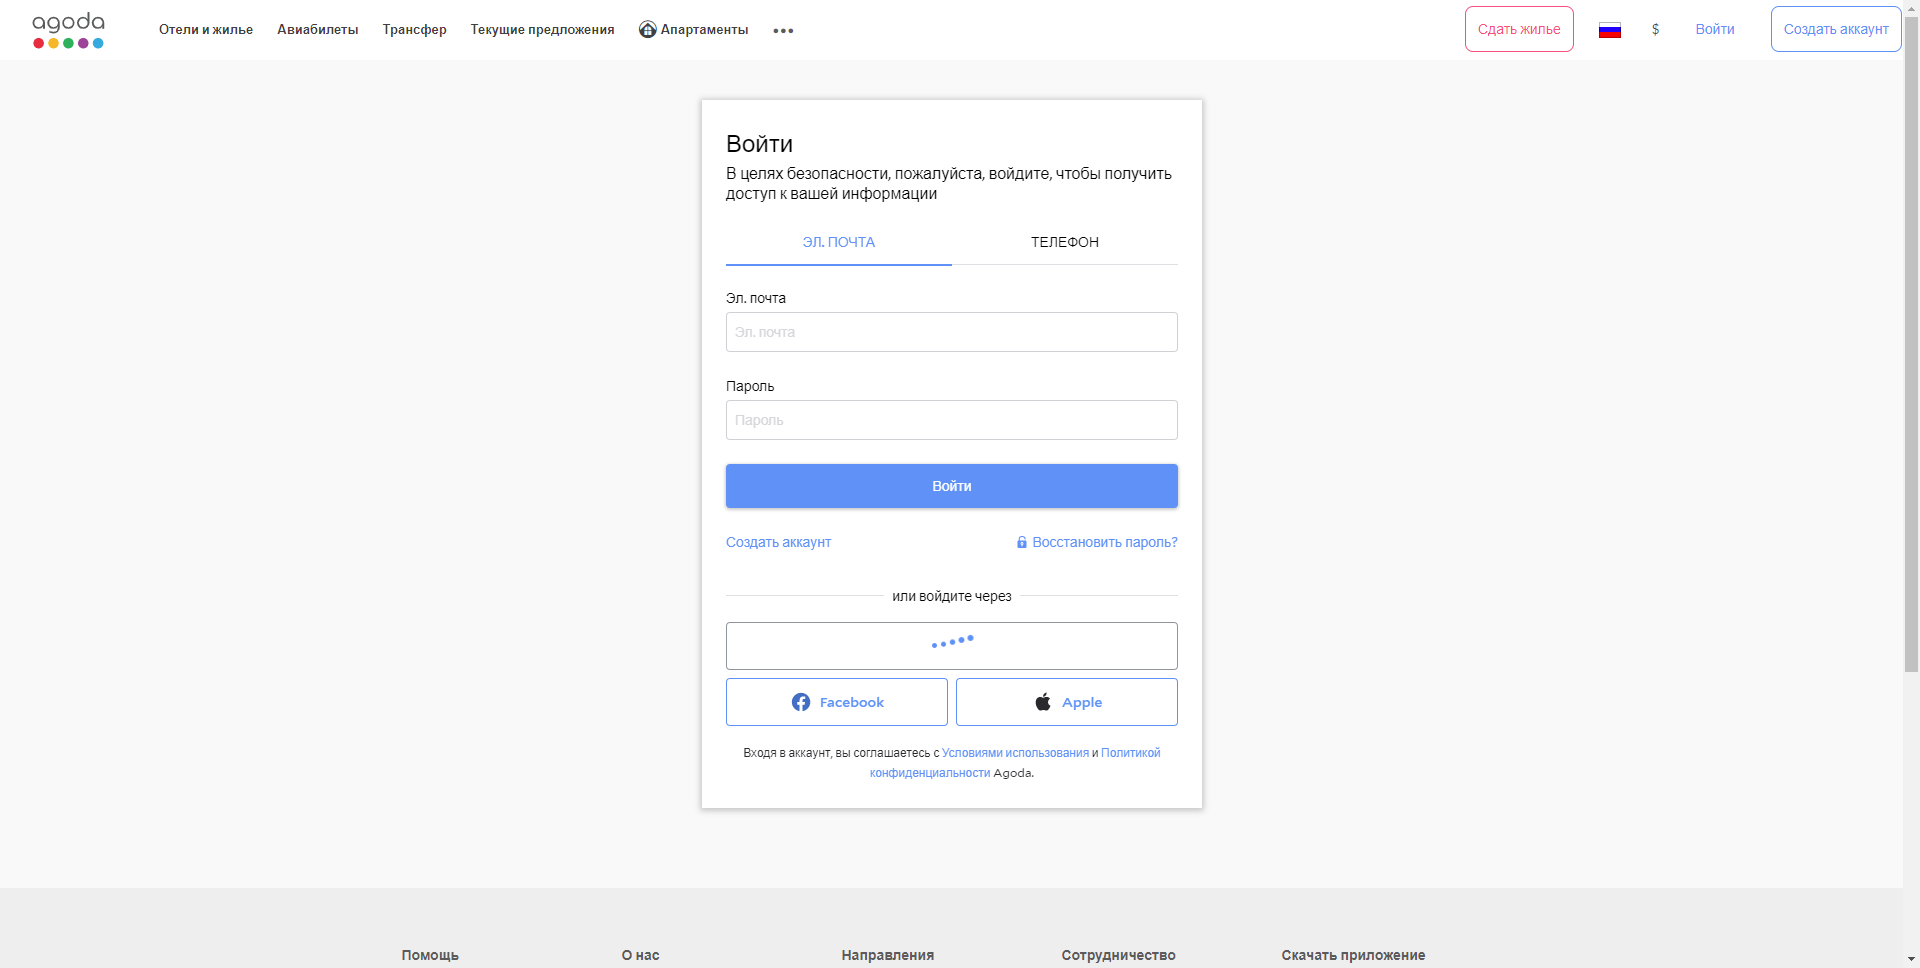 agoda
Отели и жилье
Авиабилеты
Трансфер
Текущие предложения
Апартаменты
Сдать жилье
$
Войти
Создать аккаунт
Войти
В целях безопасности, пожалуйста, войдите, чтобы получить
доступ к вашей информации
ЭЛ. ПОЧТА
ТЕЛЕФОН
Эл. почта
Эл. почта
Пароль
Пароль
Войти
Создать аккаунт
Восстановить пароль?
или войдите через
Facebook
Apple
Входя в аккаунт, вы соглашаетесь с Условиями использования и Политикой
конфиденциальности Agoda.
Помощь
О нас
Направления
Сотрудничество
Скачать приложение